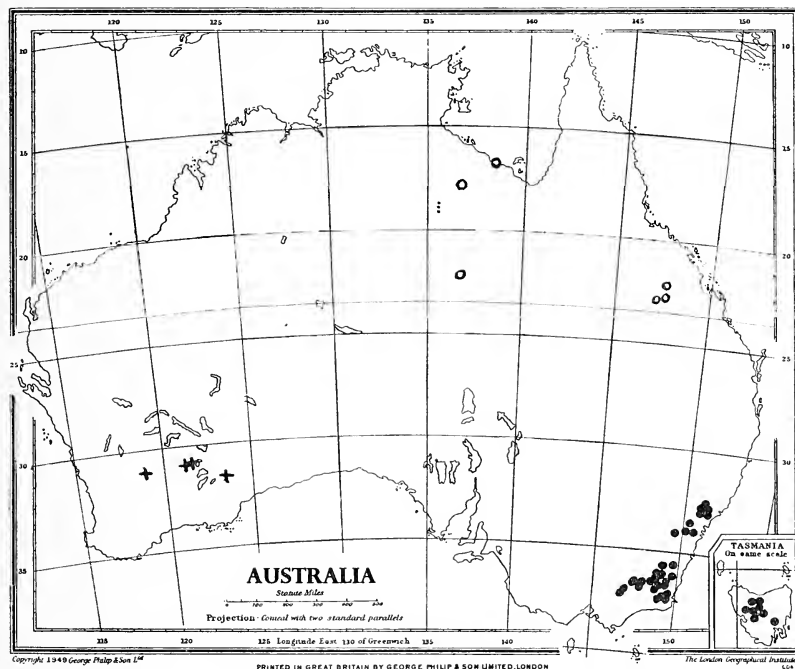 120 125 130 135 140 145 150
10 10
15 15
20 20
25 25
30 30
35
TASMANIA
On same scale
AUSTRALIA
Statute Miles
Projection - Conical with two standard parallels
115 120 125 Longitude East 130 of Greenwich 140 145
Copyright 1949 George Philip & Son Ltd
The London Geographical Institute
PRINTED IN GREAT BRITAIN BY GEORGE PHILIP & SON LIMITED, LONDON